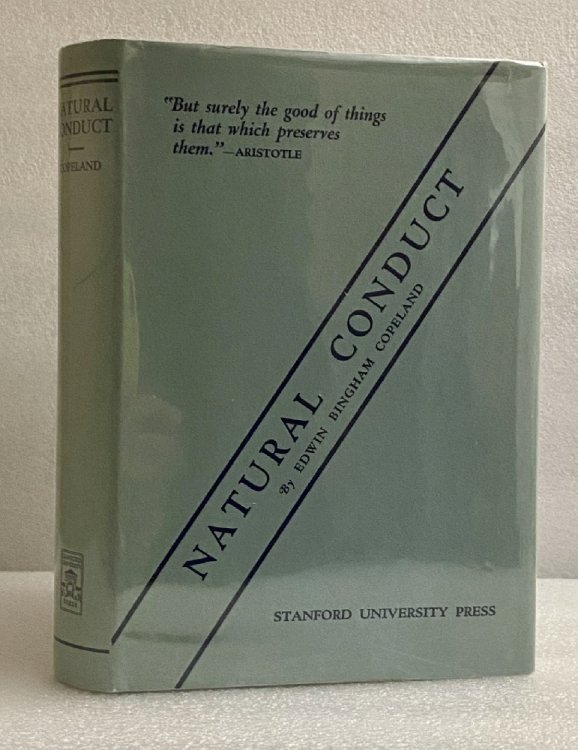 NATURAL
CONDUCT
COPELAND
"But surely the good of things
is that which preserves
them."—ARISTOTLE
NATURAL CONDUCT
By EDWIN BINGHAM COPELAND
STANFORD UNIVERSITY PRESS